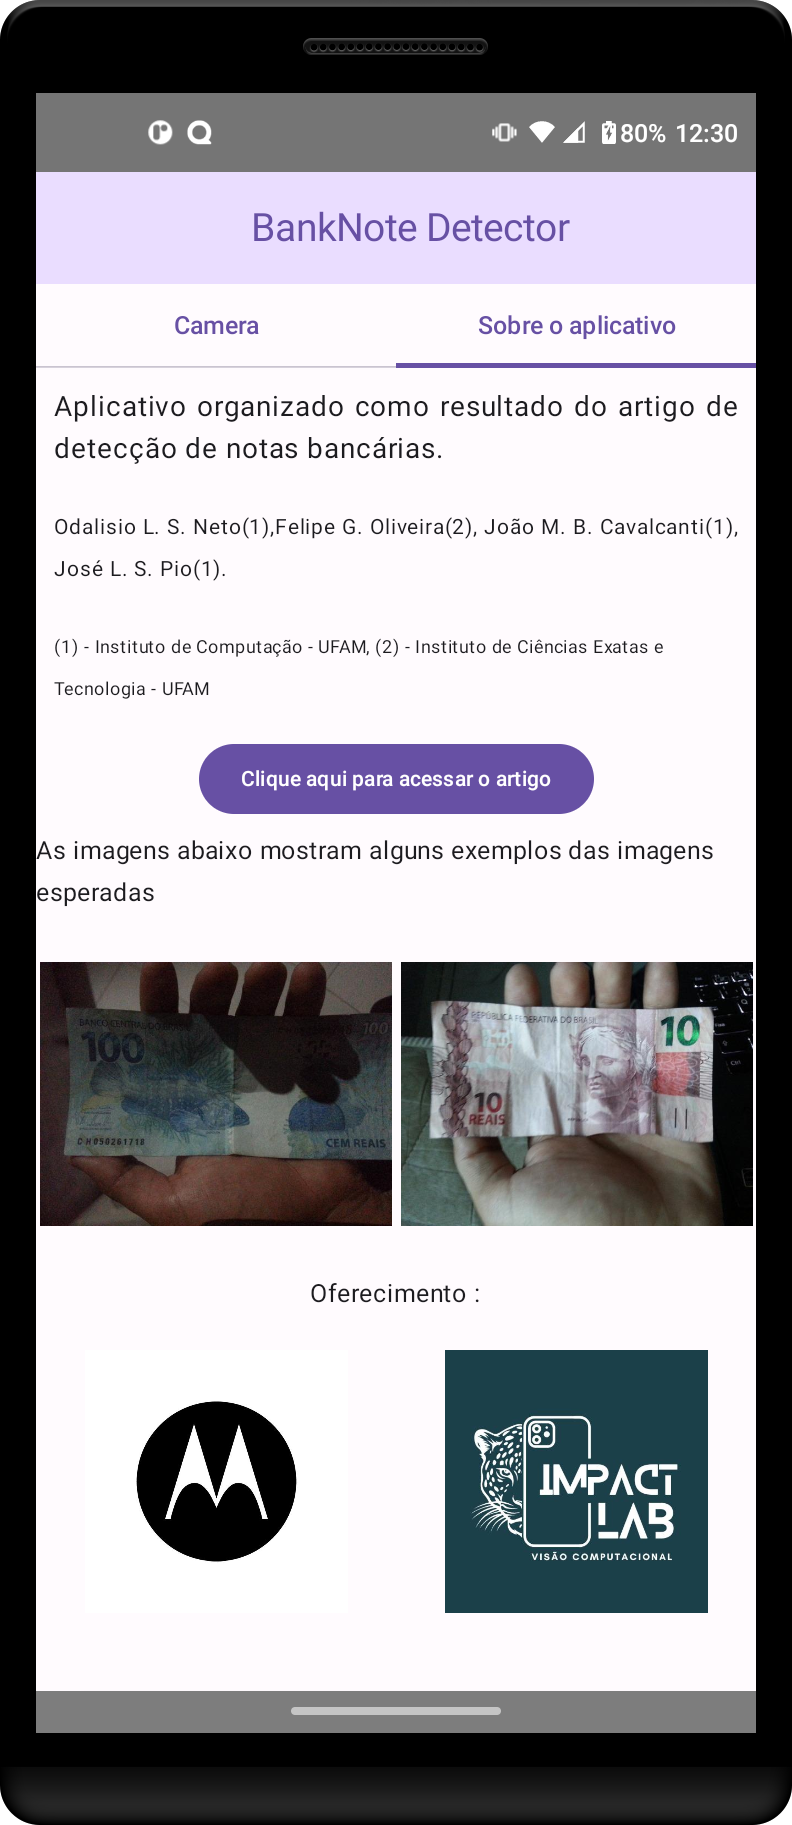 80% 12:30
BankNote Detector
Camera
Sobre o aplicativo
Aplicativo organizado como resultado do artigo de
detecção de notas bancárias.
Odalisio L. S. Neto(1),Felipe G. Oliveira(2), João M. B. Cavalcanti(1),
José L. S. Pio(1).
(1) - Instituto de Computação - UFAM, (2) - Instituto de Ciências Exatas e
Tecnologia - UFAM
Clique aqui para acessar o artigo
As imagens abaixo mostram alguns exemplos das imagens
esperadas
BANCO CENTRAL DO
100
100
CEM REAIS
REPÚBLICA FEDERATIVA DO BRASIL
10
10
REAIS
Ctrl
Oferecimento :
IMPACT
LAB
VISÃO COMPUTACIONAL